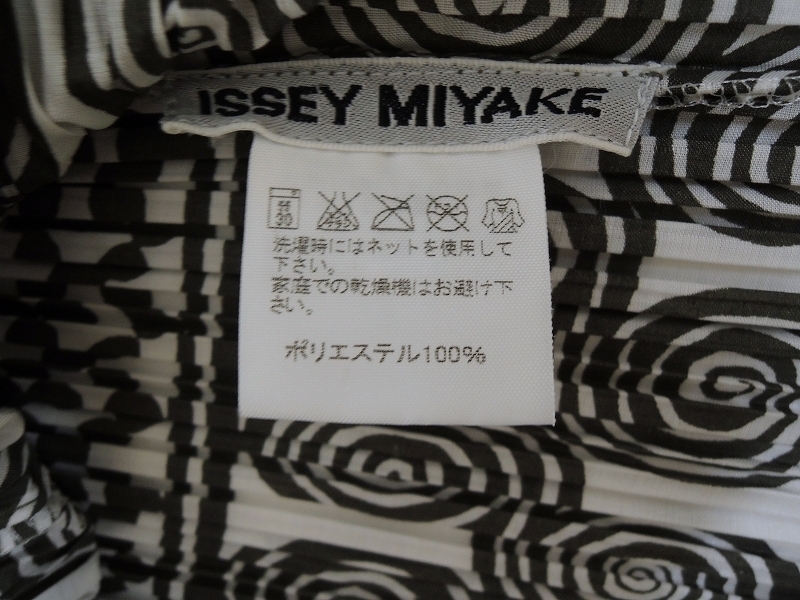 ISSEY MIYAKE
30
洗濯時にはネットを使用して
下さい。
家庭での乾燥機はお避け下
さい。
ポリエステル100%